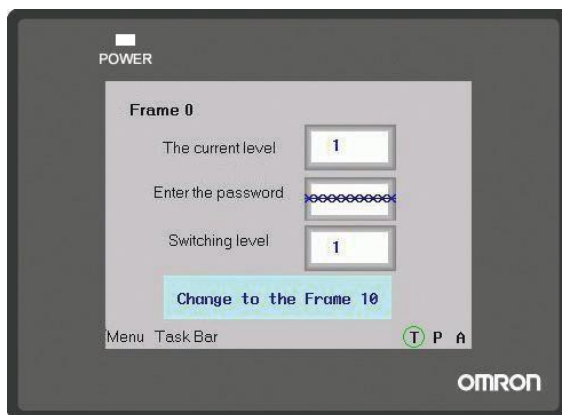 POWER
Frame 0
The current level
1
Enter the password
Switching level
1
Change to the Frame 10
Menu Task Bar
T P A
OMRON